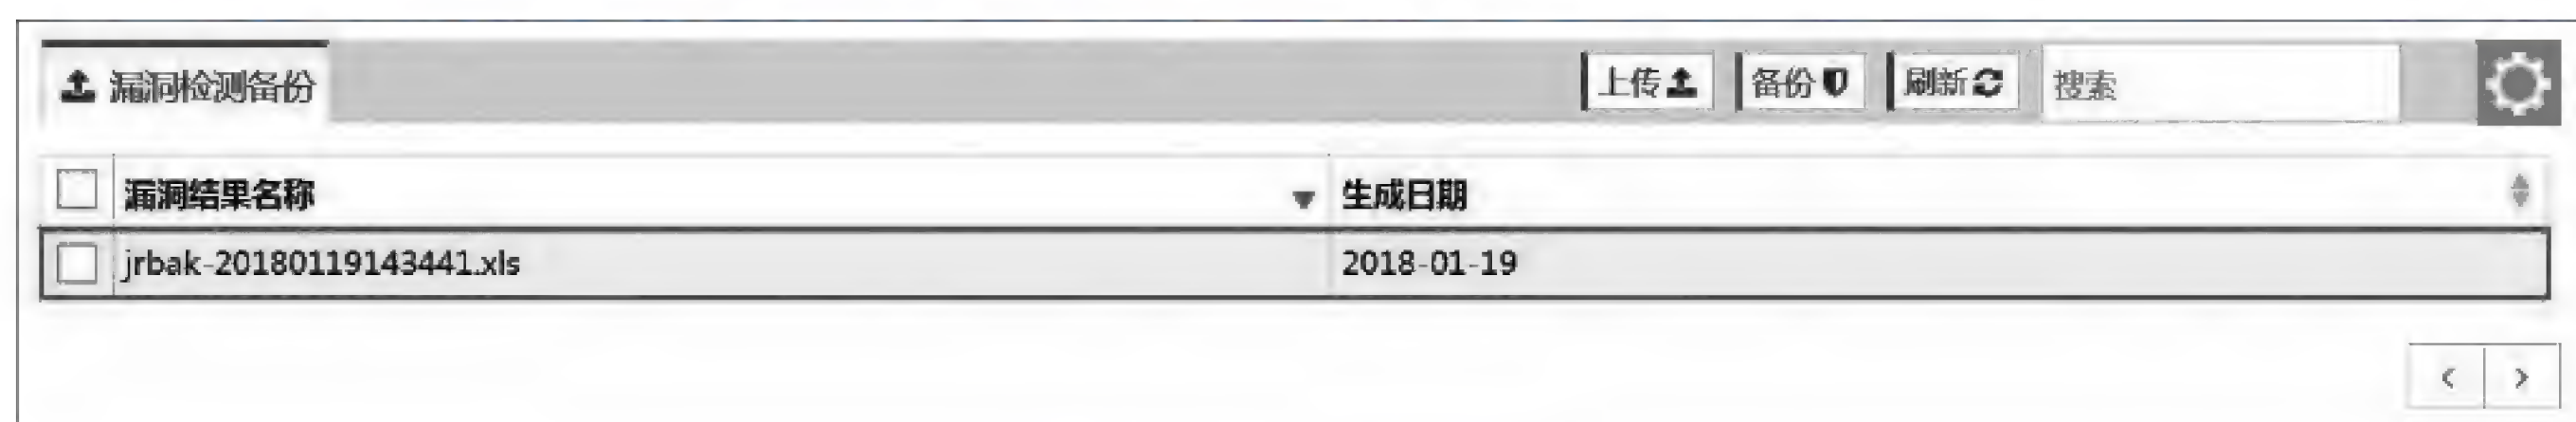 漏洞检测备份 上传 备份 刷新 搜索
漏洞结果名称 生成日期
jrbak-20180119143441.xls 2018-01-19